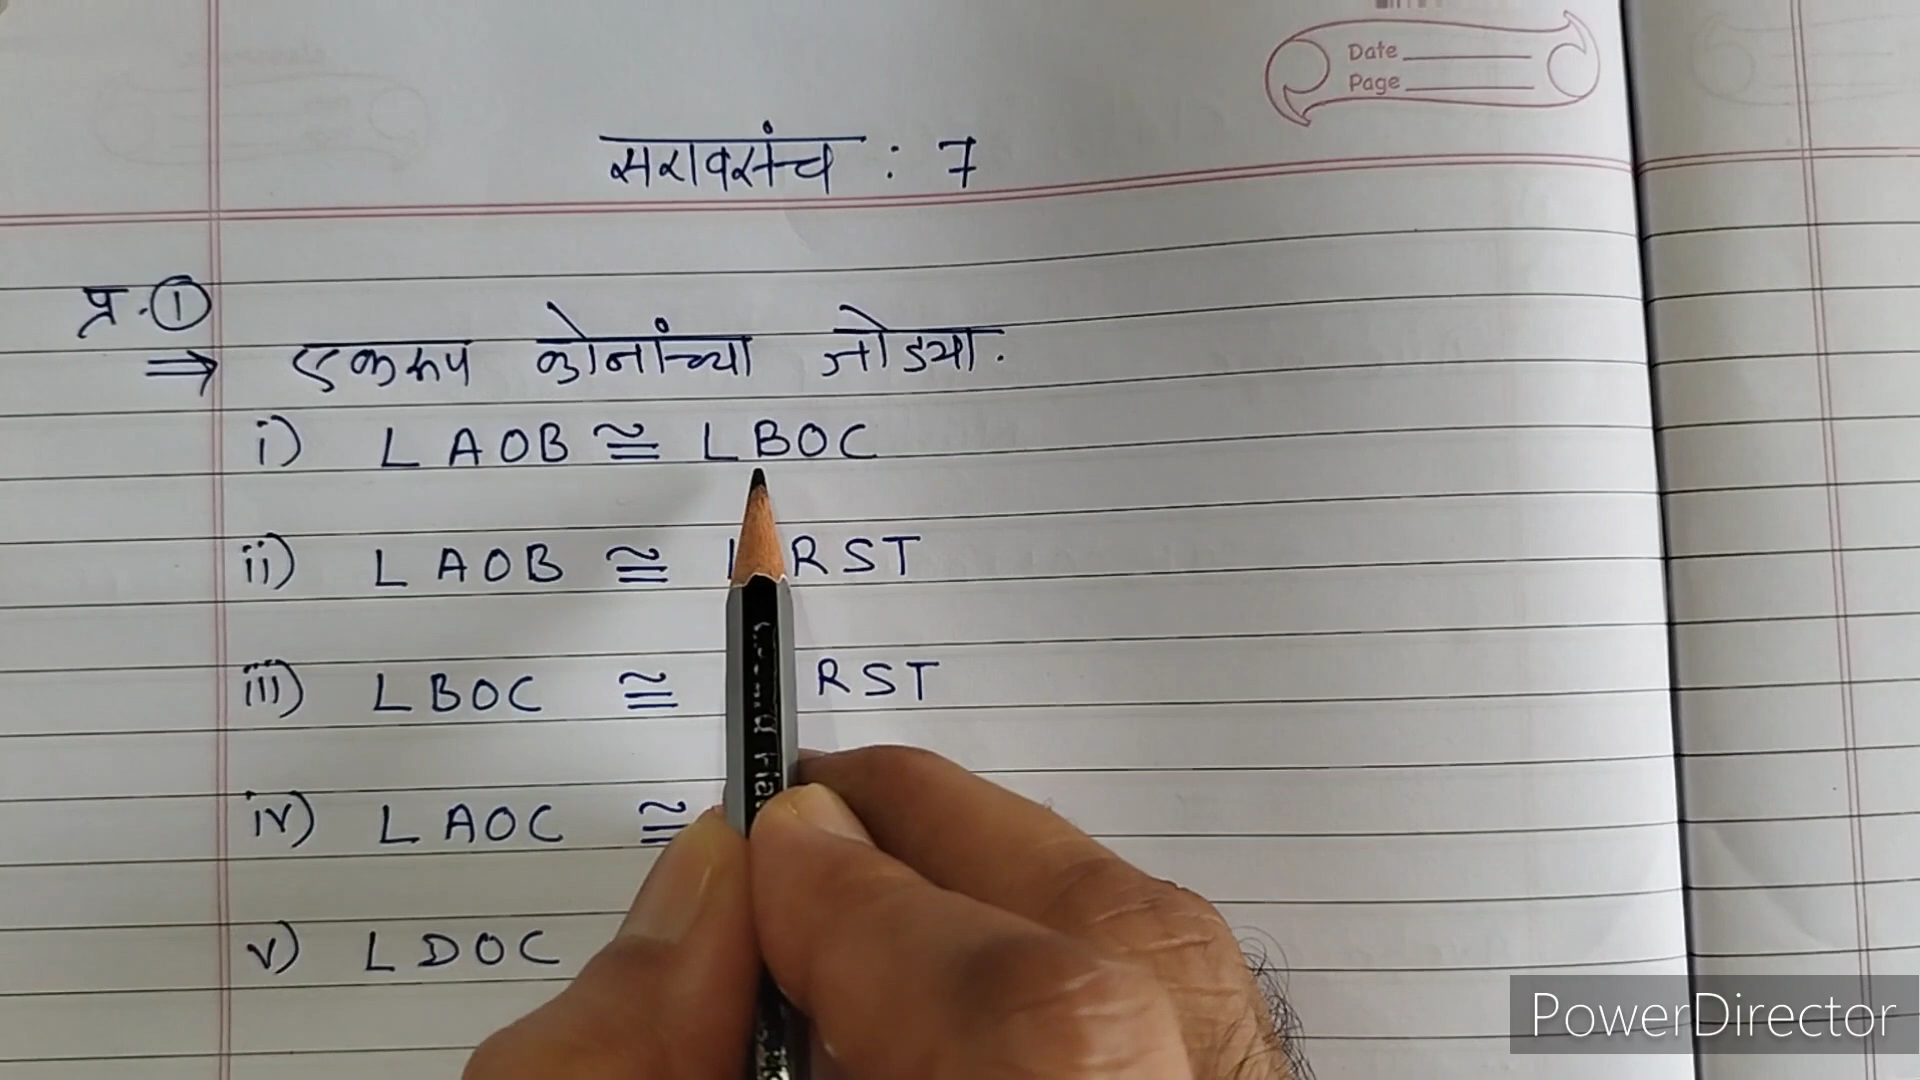 Date
Page
सरावसंच : 7
प्र.①
⇒ एकरूप कोनांच्या जोड्या.
i) ∠AOB ≅ ∠BOC
ii) ∠AOB ≅ ∠RST
iii) ∠BOC ≅ RST
iv) ∠AOC ≅
v) ∠DOC
PowerDirector